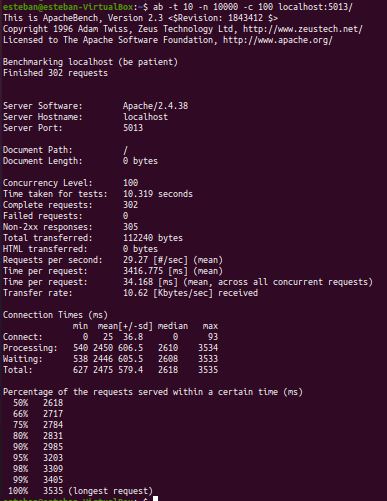 esteban@esteban-VirtualBox:~$ ab -t 10 -n 10000 -c 100 localhost:5013/
This is ApacheBench, Version 2.3 <$Revision: 1843412 $>
Copyright 1996 Adam Twiss, Zeus Technology Ltd, http://www.zeustech.net/
Licensed to The Apache Software Foundation, http://www.apache.org/

Benchmarking localhost (be patient)
Finished 302 requests

Server Software: Apache/2.4.38
Server Hostname: localhost
Server Port: 5013

Document Path: /
Document Length: 0 bytes

Concurrency Level: 100
Time taken for tests: 10.319 seconds
Complete requests: 302
Failed requests: 0
Non-2xx responses: 305
Total transferred: 112240 bytes
HTML transferred: 0 bytes
Requests per second: 29.27 [#/sec] (mean)
Time per request: 3416.775 [ms] (mean)
Time per request: 34.168 [ms] (mean, across all concurrent requests)
Transfer rate: 10.62 [Kbytes/sec] received

Connection Times (ms)
min mean[+/-sd] median max
Connect: 0 25 36.8 0 93
Processing: 540 2450 606.5 2610 3534
Waiting: 538 2446 605.5 2608 3533
Total: 627 2475 579.4 2618 3535

Percentage of the requests served within a certain time (ms)
50% 2618
66% 2717
75% 2784
80% 2831
90% 2985
95% 3203
98% 3309
99% 3405
100% 3535 (longest request)
esteban@esteban-VirtualBox:~$